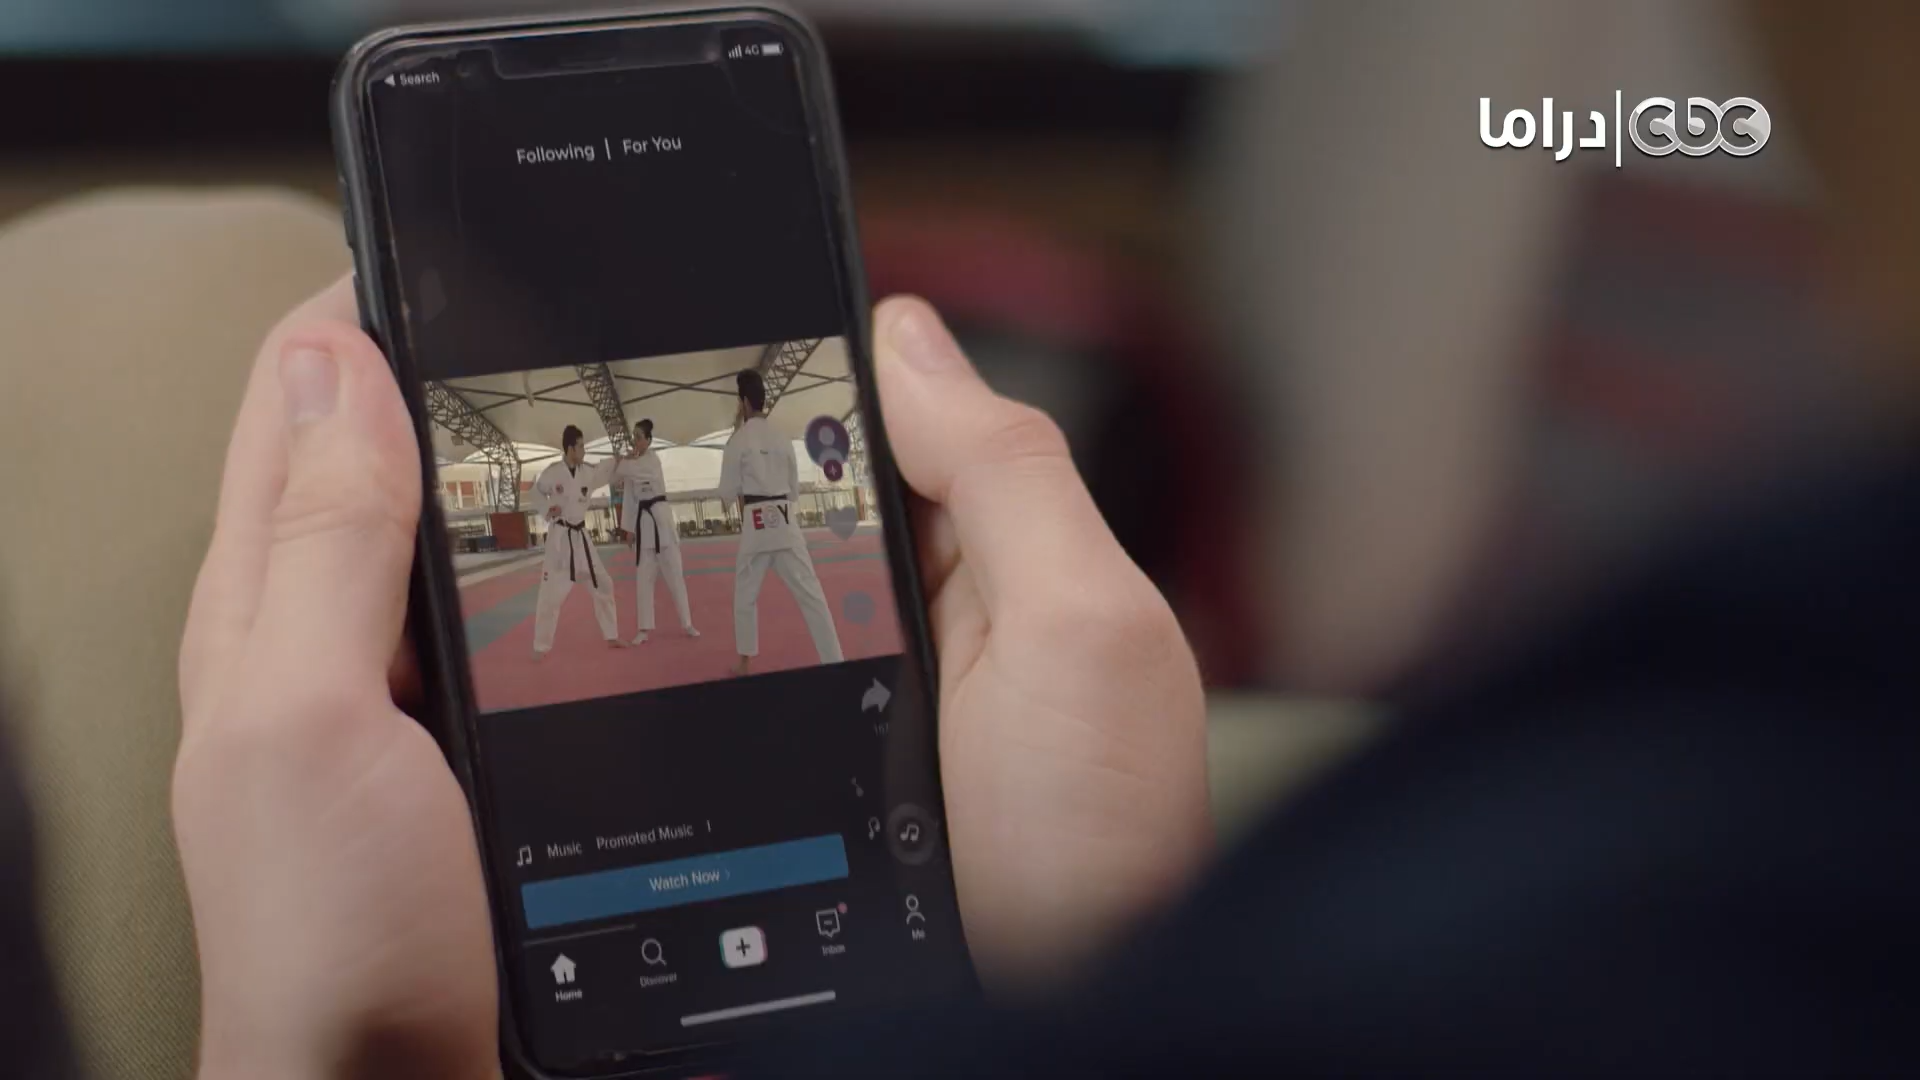 Search
4G
دراما | cbc
Following | For You
EGY
Music Promoted Music
Watch Now
Home
Discover
Inbox
Me